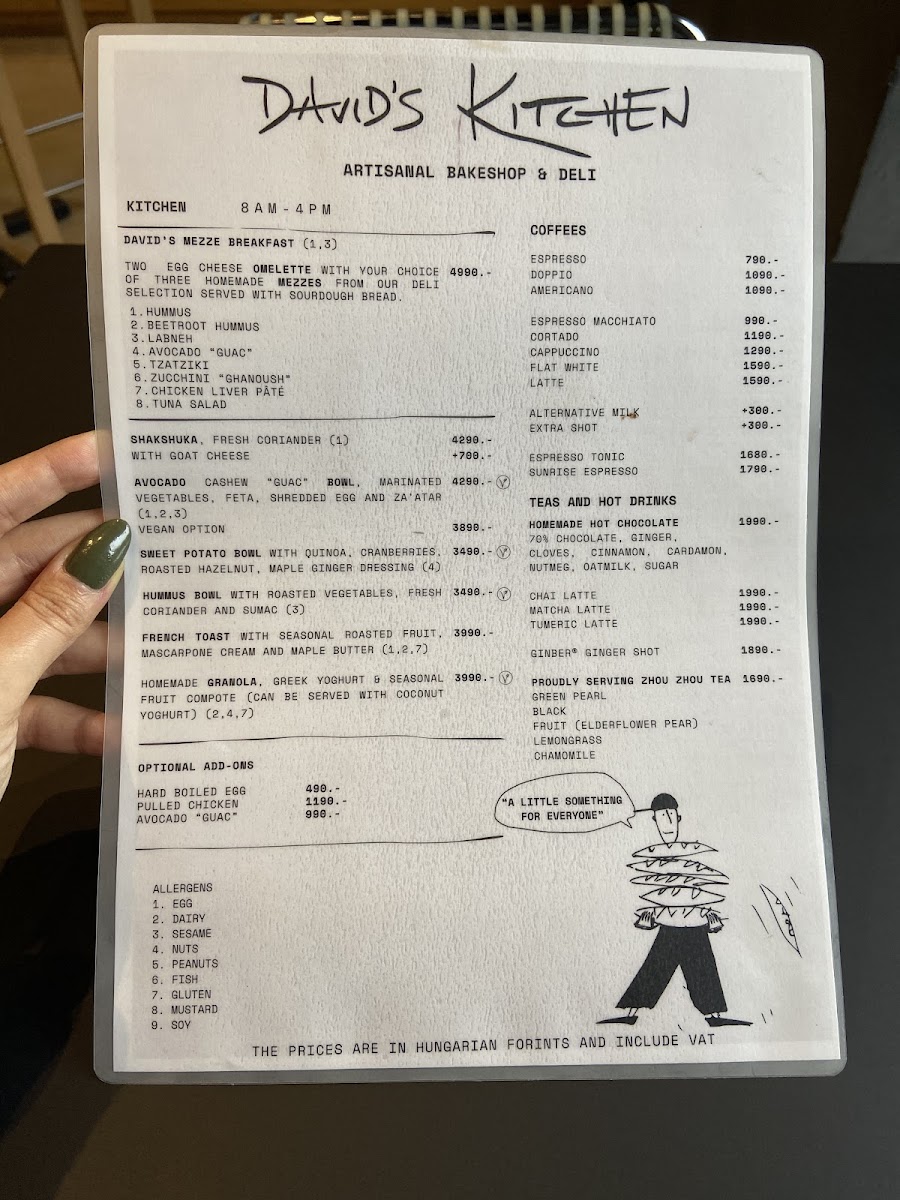 DAVID'S KITCHEN
ARTISANAL BAKESHOP & DELI
KITCHEN 8 AM - 4 PM
DAVID'S MEZZE BREAKFAST (1,3)
TWO EGG CHEESE OMELETTE WITH YOUR CHOICE 4990.-
OF THREE HOMEMADE MEZZES FROM OUR DELI
SELECTION SERVED WITH SOURDOUGH BREAD.
1. HUMMUS
2. BEETROOT HUMMUS
3. LABNEH
4. AVOCADO "GUAC"
5. TZATZIKI
6. ZUCCHINI "GHANOUSH"
7. CHICKEN LIVER PÂTÉ
8. TUNA SALAD
SHAKSHUKA, FRESH CORIANDER (1) 4290.-
WITH GOAT CHEESE +700.-
AVOCADO CASHEW "GUAC" BOWL, MARINATED 4290.-
VEGETABLES, FETA, SHREDDED EGG AND ZA'ATAR
(1,2,3)
VEGAN OPTION 3890.-
SWEET POTATO BOWL WITH QUINOA, CRANBERRIES, 3490.-
ROASTED HAZELNUT, MAPLE GINGER DRESSING (4)
HUMMUS BOWL WITH ROASTED VEGETABLES, FRESH 3490.-
CORIANDER AND SUMAC (3)
FRENCH TOAST WITH SEASONAL ROASTED FRUIT, 3990.-
MASCARPONE CREAM AND MAPLE BUTTER (1,2,7)
HOMEMADE GRANOLA, GREEK YOGHURT & SEASONAL 3990.-
FRUIT COMPOTE (CAN BE SERVED WITH COCONUT
YOGHURT) (2,4,7)
OPTIONAL ADD-ONS
HARD BOILED EGG 490.-
PULLED CHICKEN 1190.-
AVOCADO "GUAC" 990.-
ALLERGENS
1. EGG
2. DAIRY
3. SESAME
4. NUTS
5. PEANUTS
6. FISH
7. GLUTEN
8. MUSTARD
9. SOY
COFFEES
ESPRESSO 790.-
DOPPIO 1090.-
AMERICANO 1090.-
ESPRESSO MACCHIATO 990.-
CORTADO 1190.-
CAPPUCCINO 1290.-
FLAT WHITE 1590.-
LATTE 1590.-
ALTERNATIVE MILK +300.-
EXTRA SHOT +300.-
ESPRESSO TONIC 1680.-
SUNRISE ESPRESSO 1790.-
TEAS AND HOT DRINKS
HOMEMADE HOT CHOCOLATE 1990.-
70% CHOCOLATE, GINGER,
CLOVES, CINNAMON, CARDAMON,
NUTMEG, OATMILK, SUGAR
CHAI LATTE 1990.-
MATCHA LATTE 1990.-
TUMERIC LATTE 1990.-
GINBER® GINGER SHOT 1890.-
PROUDLY SERVING ZHOU ZHOU TEA 1690.-
GREEN PEARL
BLACK
FRUIT (ELDERFLOWER PEAR)
LEMONGRASS
CHAMOMILE
"A LITTLE SOMETHING
FOR EVERYONE"
THE PRICES ARE IN HUNGARIAN FORINTS AND INCLUDE VAT